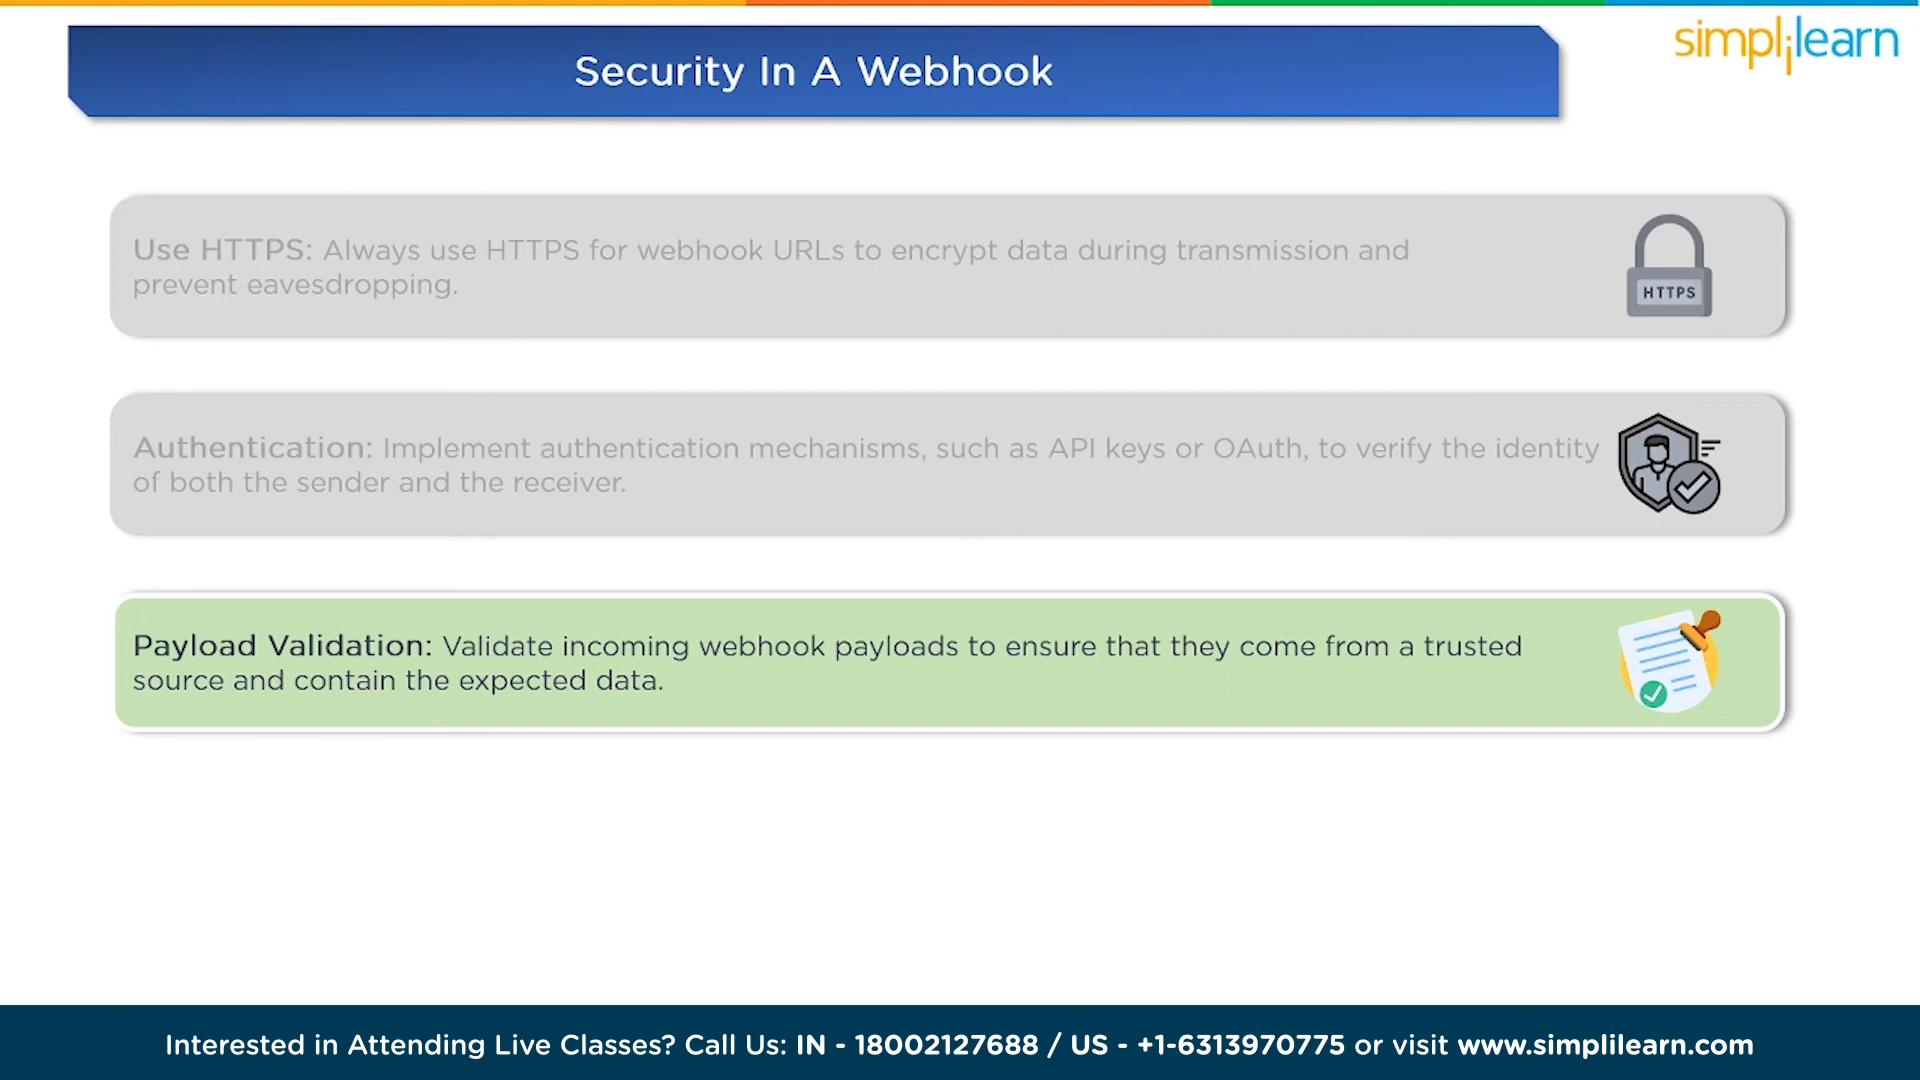 Security In A Webhook
simplilearn
Use HTTPS: Always use HTTPS for webhook URLs to encrypt data during transmission and
prevent eavesdropping.
HTTPS
Authentication: Implement authentication mechanisms, such as API keys or OAuth, to verify the identity
of both the sender and the receiver.
Payload Validation: Validate incoming webhook payloads to ensure that they come from a trusted
source and contain the expected data.
Interested in Attending Live Classes? Call Us: IN - 18002127688 / US - +1-6313970775 or visit www.simplilearn.com